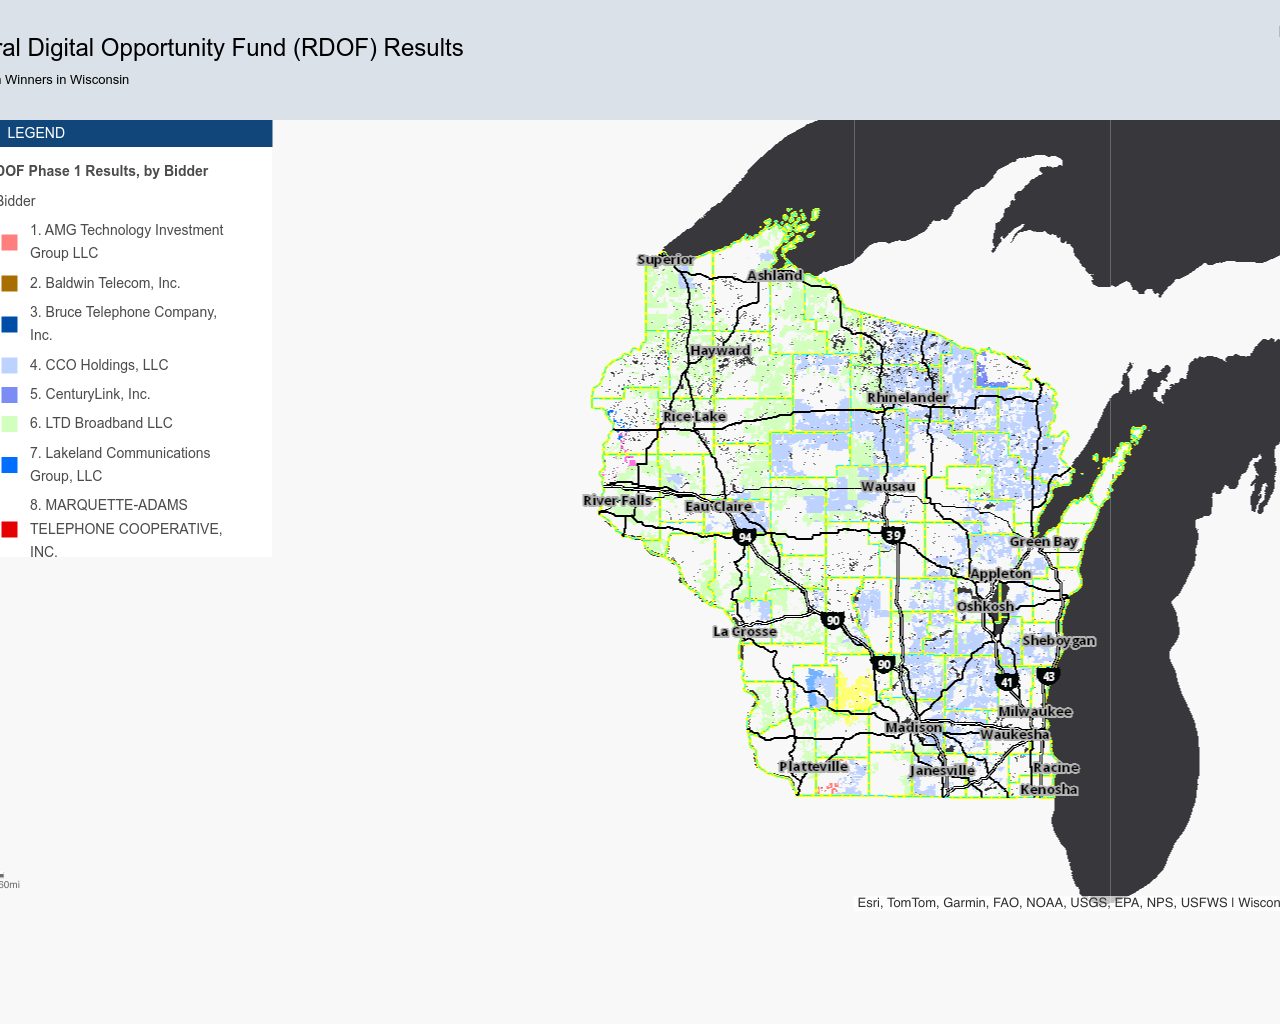 ral Digital Opportunity Fund (RDOF) Results
Winners in Wisconsin
LEGEND
DOF Phase 1 Results, by Bidder
Bidder
1. AMG Technology Investment
Group LLC
2. Baldwin Telecom, Inc.
3. Bruce Telephone Company,
Inc.
4. CCO Holdings, LLC
5. CenturyLink, Inc.
6. LTD Broadband LLC
7. Lakeland Communications
Group, LLC
8. MARQUETTE-ADAMS
TELEPHONE COOPERATIVE,
INC.
Superior
Ashland
Hayward
Rhinelander
Rice Lake
Wausau
River Falls
Eau Claire
94
39
Green Bay
Appleton
Oshkosh
90
La Crosse
Sheboygan
90
41
43
Milwaukee
Madison
Waukesha
Platteville
Janesville
Racine
Kenosha
60mi
Esri, TomTom, Garmin, FAO, NOAA, USGS, EPA, NPS, USFWS | Wiscon